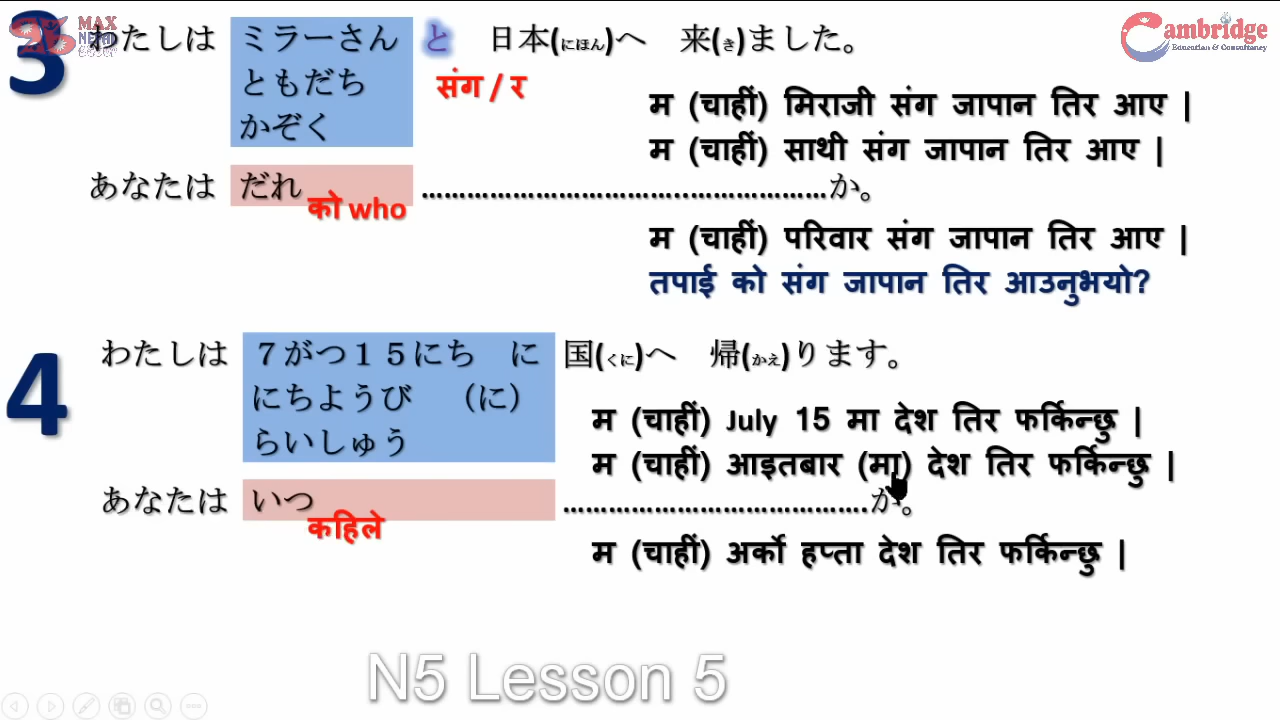 3
MAX
NEPAL
GROUP
Cambridge
Education & Consultancy
わたしは ミラーさん と 日本(にほん)へ 来(き)ました。
ともだち
かぞく
संग / र
म (चाहीं) मिराजी संग जापान तिर आए |
म (चाहीं) साथी संग जापान तिर आए |
あなたは だれ ……………………………………………か。
को who
म (चाहीं) परिवार संग जापान तिर आए |
तपाई को संग जापान तिर आउनुभयो?
4
わたしは ７がつ１５にち に 国(くに)へ 帰(かえ)ります。
にちようび （に）
らいしゅう
म (चाहीं) July 15 मा देश तिर फर्किन्छु |
म (चाहीं) आइतबार (मा) देश तिर फर्किन्छु |
あなたは いつ ………………………………….か。
कहिले
म (चाहीं) अर्को हप्ता देश तिर फर्किन्छु |
N5 Lesson 5